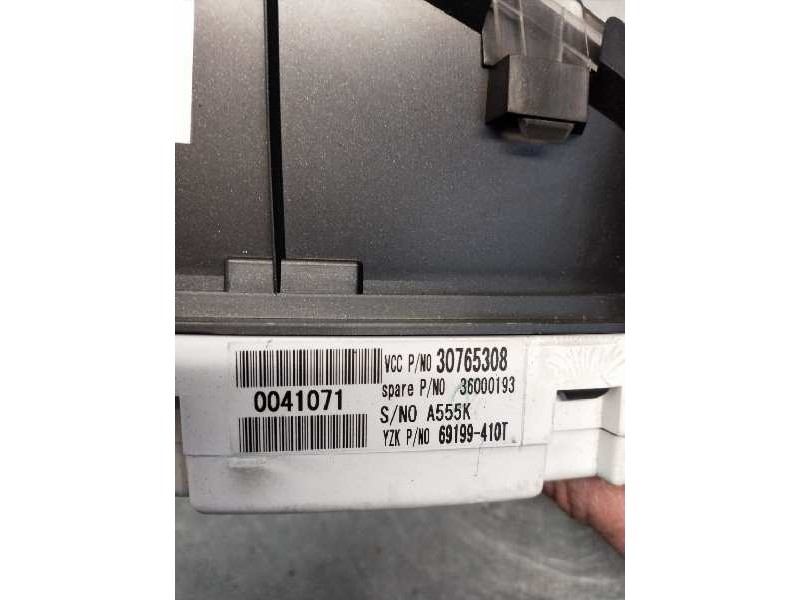 VCC P/NO 30765308
spare P/NO 36000193
0041071
S/NO A555K
YZK P/NO 69199-410T